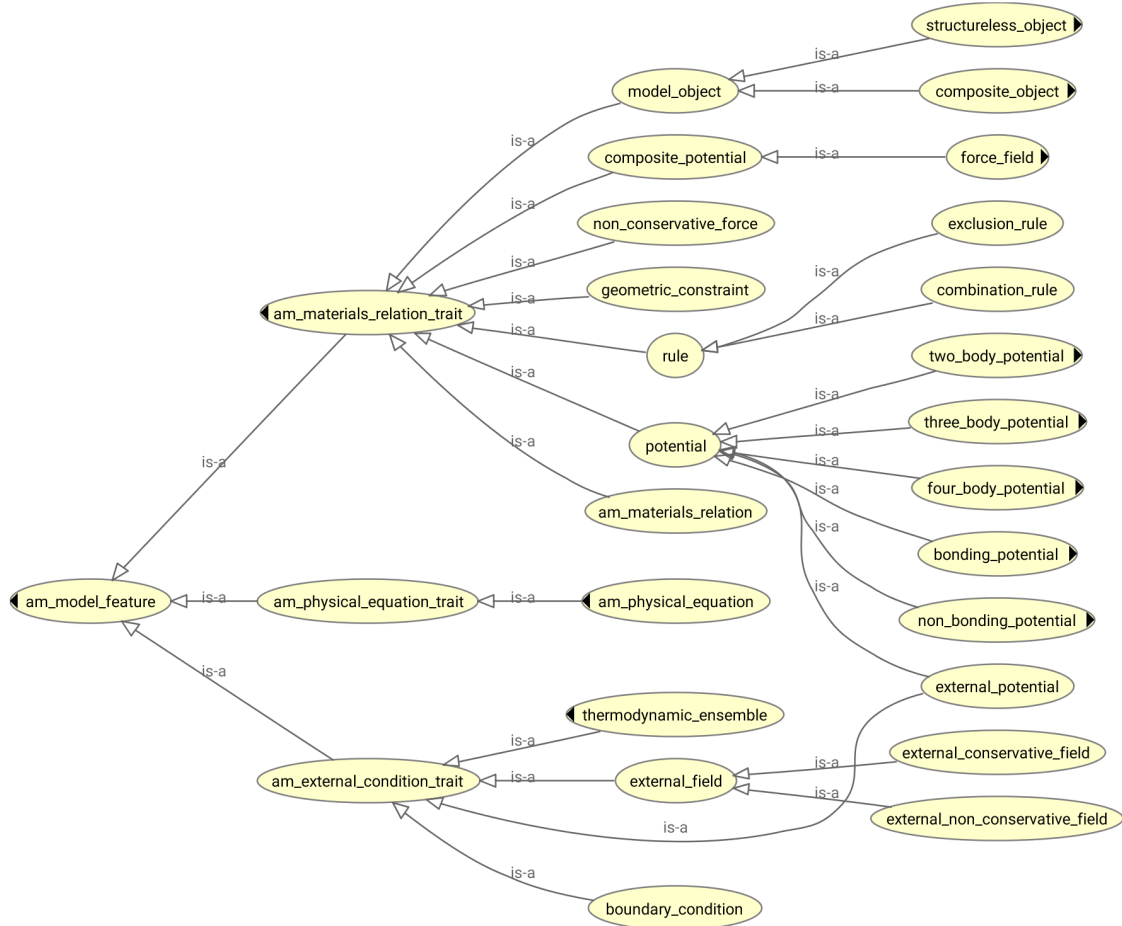 structureless_object
is-a
model_object
is-a
composite_object
is-a
composite_potential
is-a
force_field
is-a
non_conservative_force
exclusion_rule
is-a
is-a
geometric_constraint
combination_rule
is-a
am_materials_relation_trait
is-a
is-a
rule
two_body_potential
is-a
is-a
three_body_potential
is-a
potential
is-a
is-a
is-a
four_body_potential
is-a
am_materials_relation
is-a
bonding_potential
am_model_feature
is-a
am_physical_equation_trait
is-a
am_physical_equation
is-a
non_bonding_potential
is-a
external_potential
thermodynamic_ensemble
is-a
external_conservative_field
is-a
am_external_condition_trait
is-a
external_field
is-a
external_non_conservative_field
is-a
is-a
boundary_condition